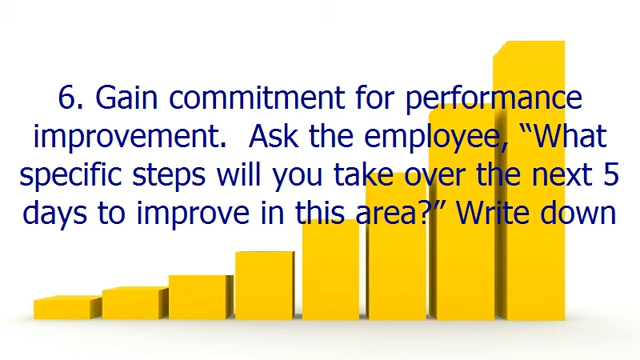 6. Gain commitment for performance
improvement.  Ask the employee, “What
specific steps will you take over the next 5
days to improve in this area?” Write down